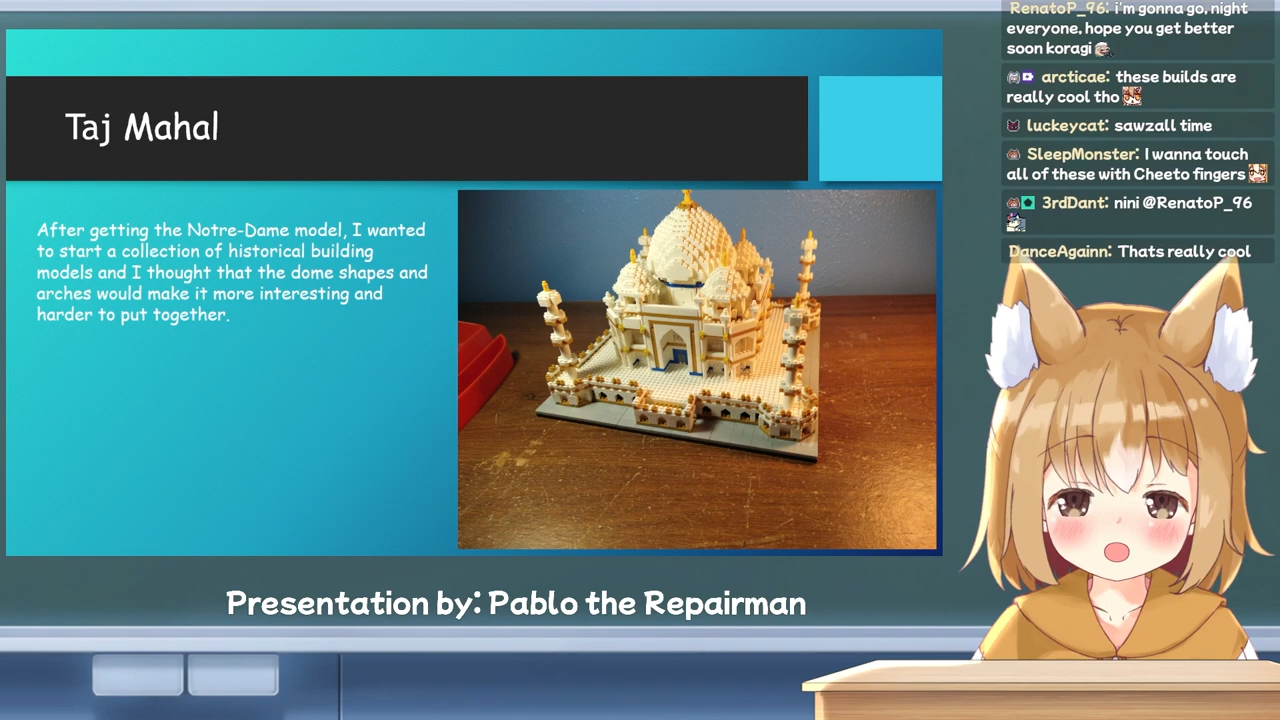 Taj Mahal
After getting the Notre-Dame model, I wanted
to start a collection of historical building
models and I thought that the dome shapes and
arches would make it more interesting and
harder to put together.
Presentation by: Pablo the Repairman
RenatoP_96: i'm gonna go, night
everyone, hope you get better
soon koragi
arcticae: these builds are
really cool tho
luckeycat: sawzall time
SleepMonster: I wanna touch
all of these with Cheeto fingers
3rdDant: nini @RenatoP_96
DanceAgainn: Thats really cool